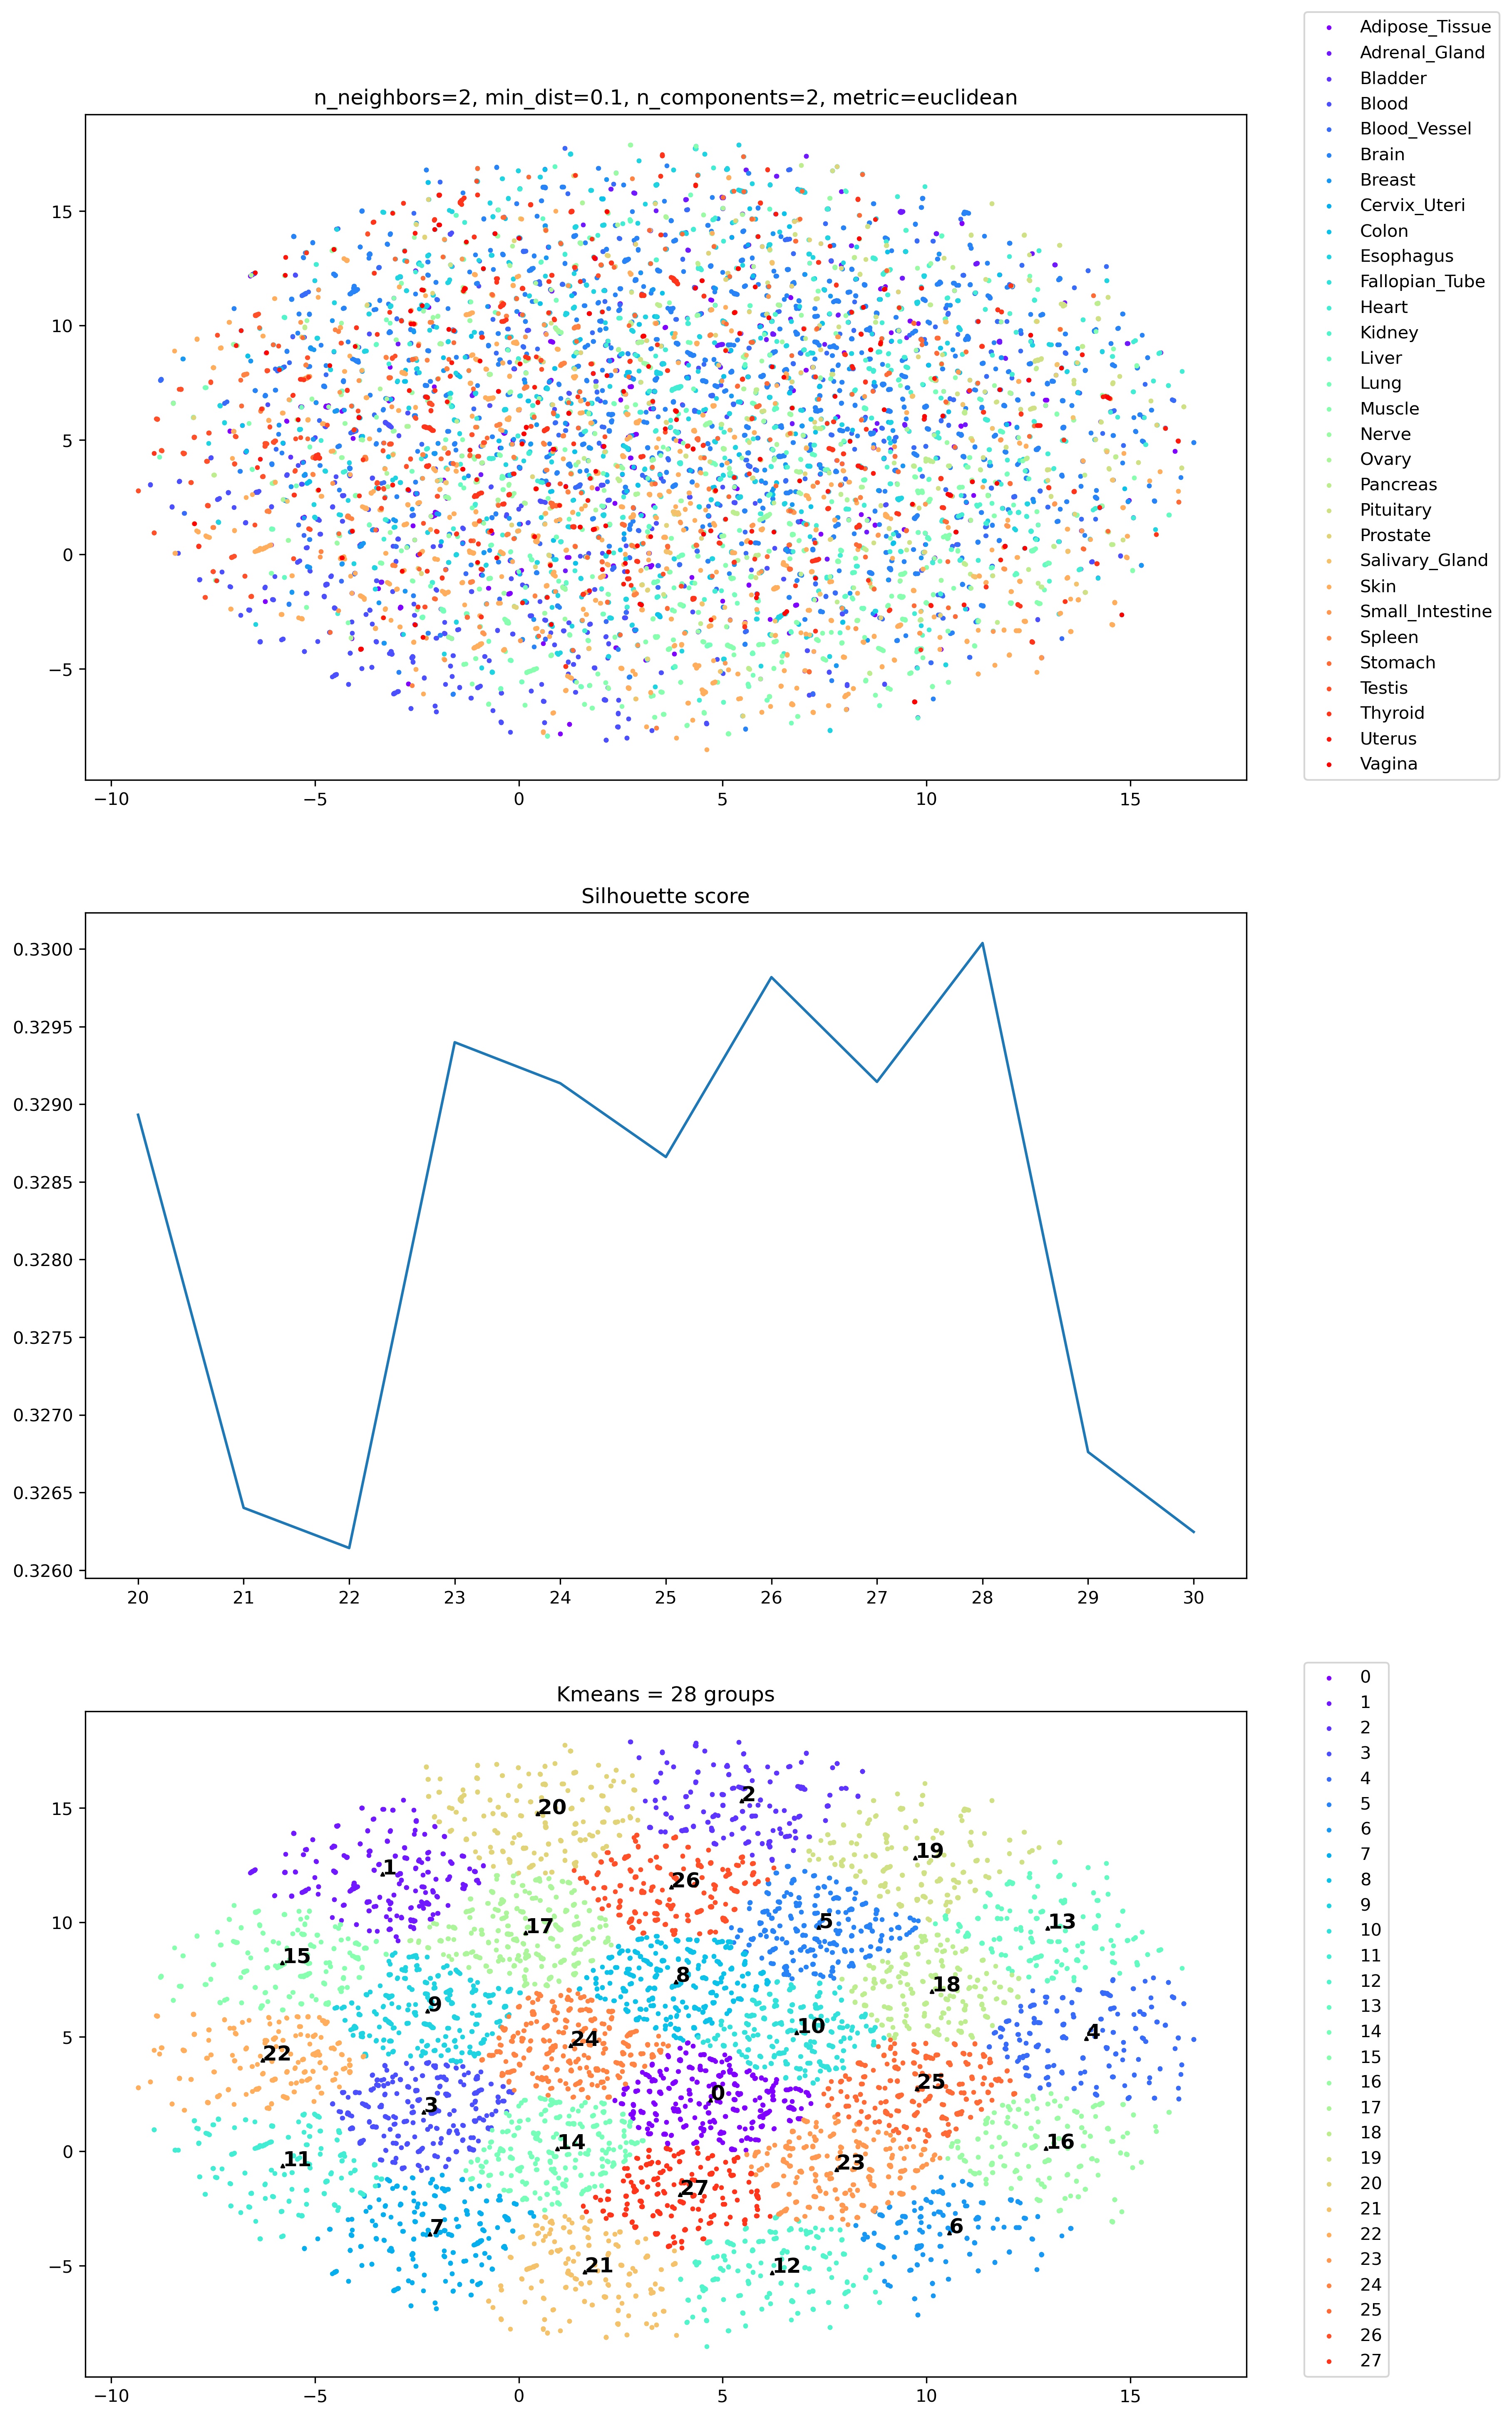 n_neighbors=2, min_dist=0.1, n_components=2, metric=euclidean
15
10
5
0
−5
−10
−5
0
5
10
15
Adipose_Tissue
Adrenal_Gland
Bladder
Blood
Blood_Vessel
Brain
Breast
Cervix_Uteri
Colon
Esophagus
Fallopian_Tube
Heart
Kidney
Liver
Lung
Muscle
Nerve
Ovary
Pancreas
Pituitary
Prostate
Salivary_Gland
Skin
Small_Intestine
Spleen
Stomach
Testis
Thyroid
Uterus
Vagina
Silhouette score
0.3300
0.3295
0.3290
0.3285
0.3280
0.3275
0.3270
0.3265
0.3260
20
21
22
23
24
25
26
27
28
29
30
Kmeans = 28 groups
15
10
5
0
−5
−10
−5
0
5
10
15
2
20
19
1
26
5
13
17
15
8
18
9
10
4
24
22
25
0
3
14
16
11
23
27
7
6
21
12
0
1
2
3
4
5
6
7
8
9
10
11
12
13
14
15
16
17
18
19
20
21
22
23
24
25
26
27